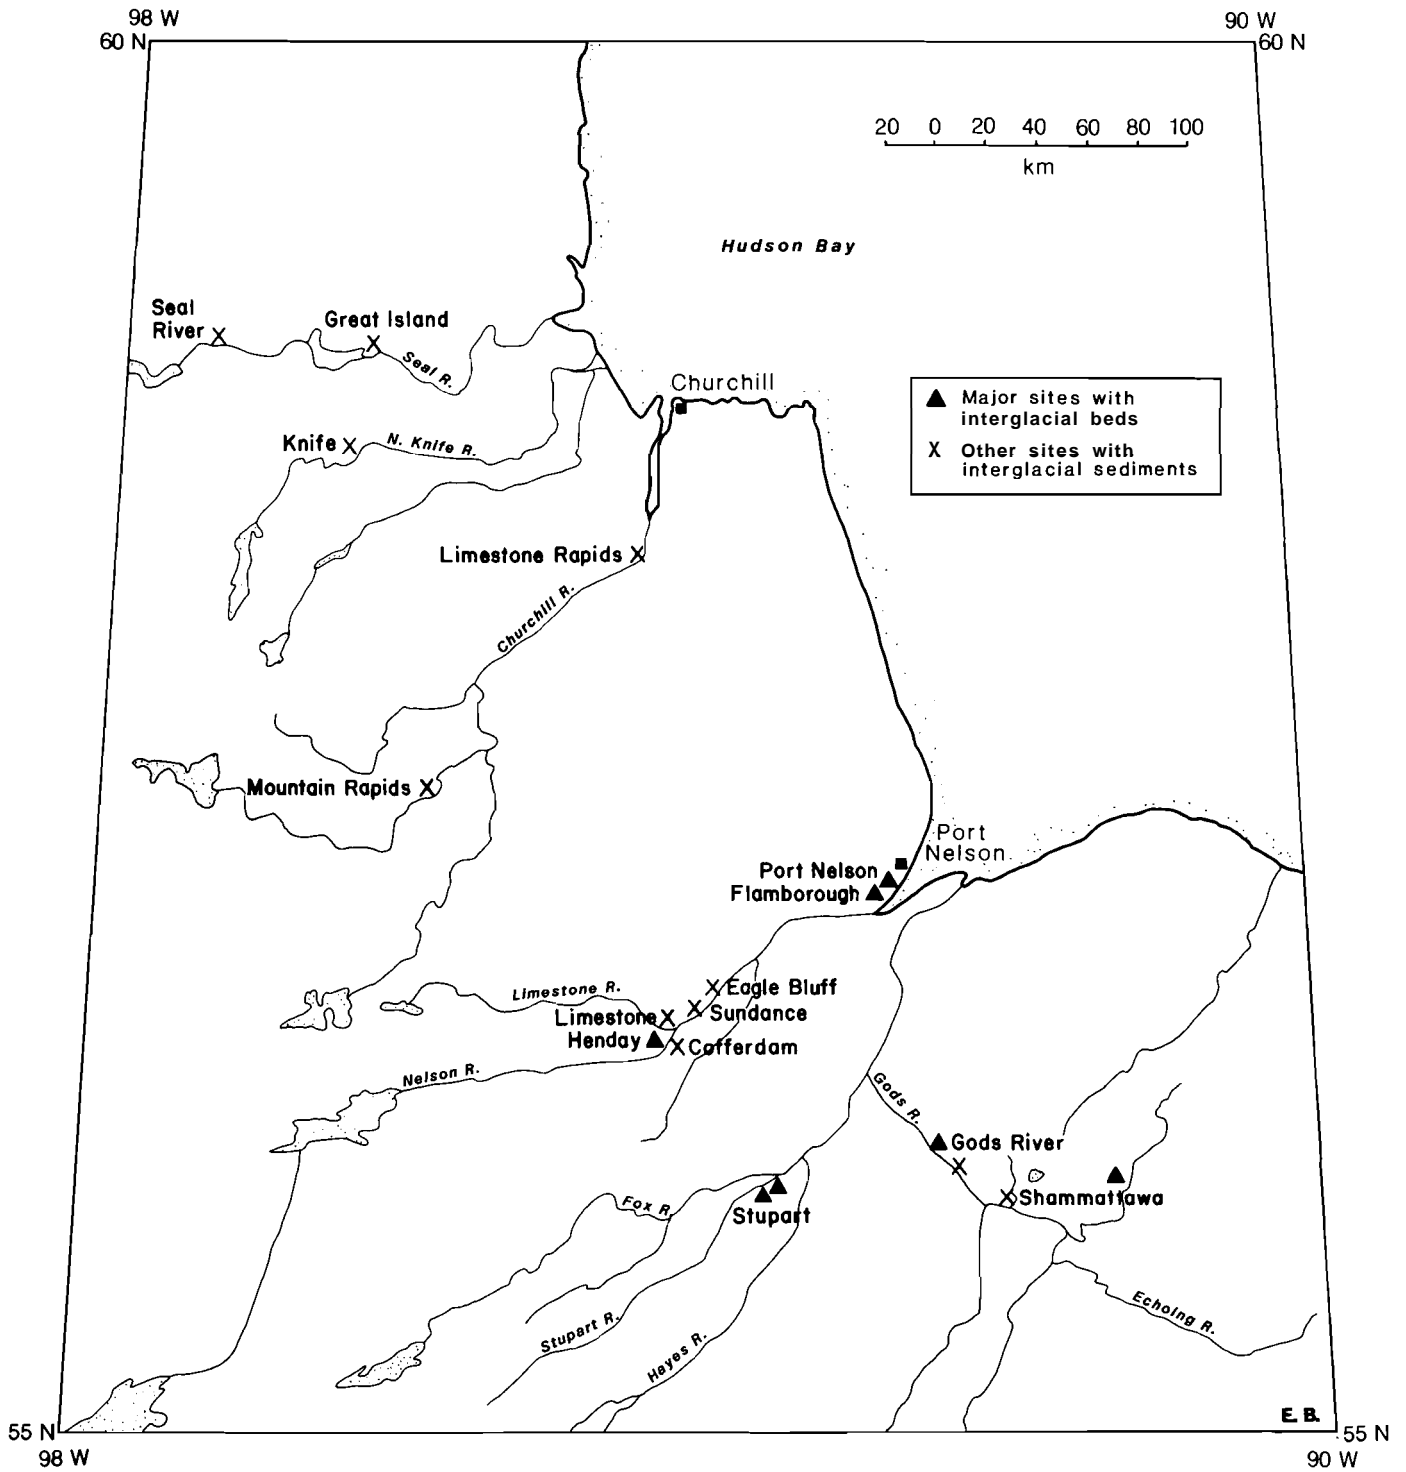 98 W
90 W
60 N
60 N
20 0 20 40 60 80 100
km
Hudson Bay
Seal
River
Great Island
Seal R.
Churchill
Major sites with
interglacial beds
Other sites with
interglacial sediments
Knife
N. Knife R.
Limestone Rapids
Churchill R.
Mountain Rapids
Port
Nelson
Port Nelson
Flamborough
Limestone R.
Eagle Bluff
Limestone
Sundance
Henday
Cofferdam
Nelson R.
Gods R.
Gods River
Shammattawa
Fox R.
Stupart
Stupart R.
Hayes R.
Echoing R.
E. B.
55 N
55 N
98 W
90 W